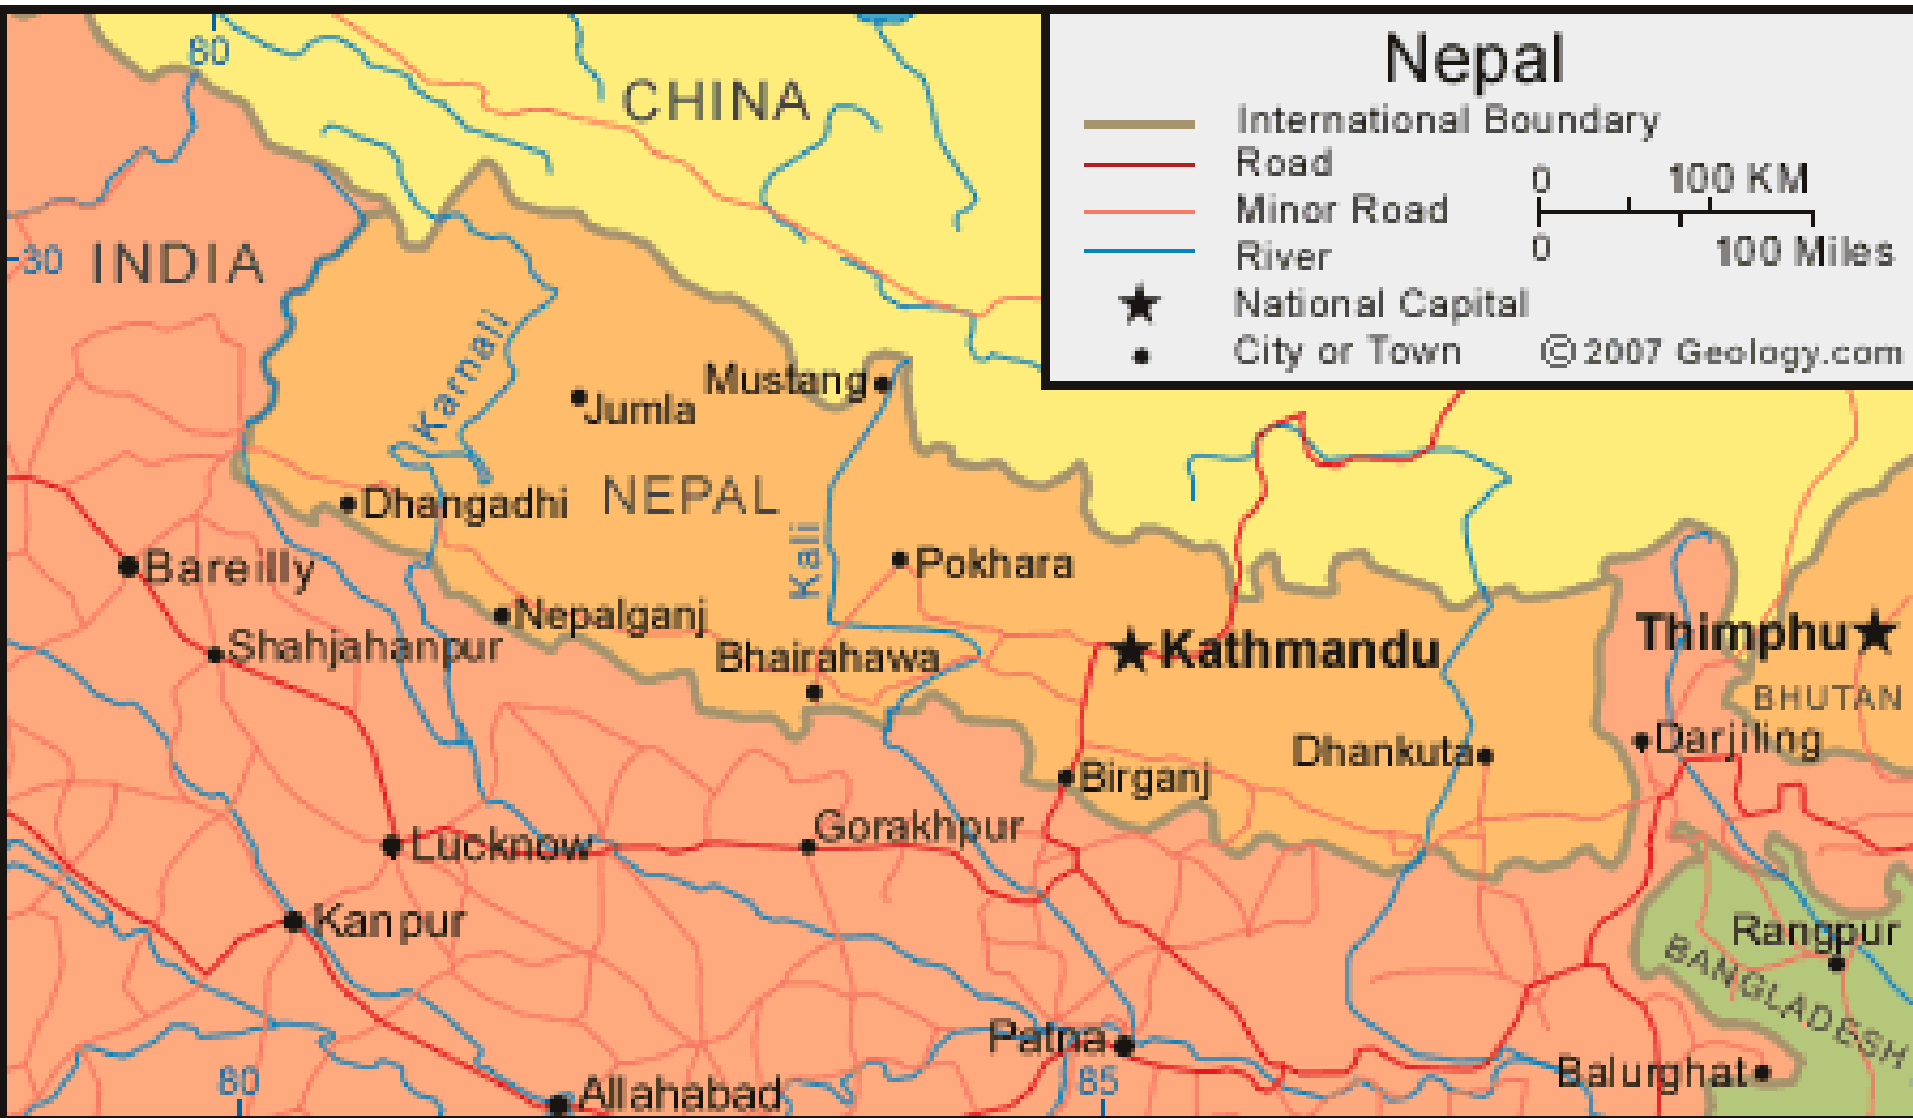 80
CHINA
Nepal
International Boundary
Road
0 100 KM
Minor Road
0 100 Miles
River
National Capital
City or Town © 2007 Geology.com
30 INDIA
Karnali
Mustang
Jumla
Dhangadhi
NEPAL
Kali
Pokhara
Bareilly
Nepalganj
Shahjahanpur
Bhairahawa
Kathmandu
Thimphu
BHUTAN
Dhankuta
Darjiling
Birganj
Gorakhpur
Lucknow
Kanpur
Rangpur
BANGLADESH
Patna
80
85
Balurghat
Allahabad